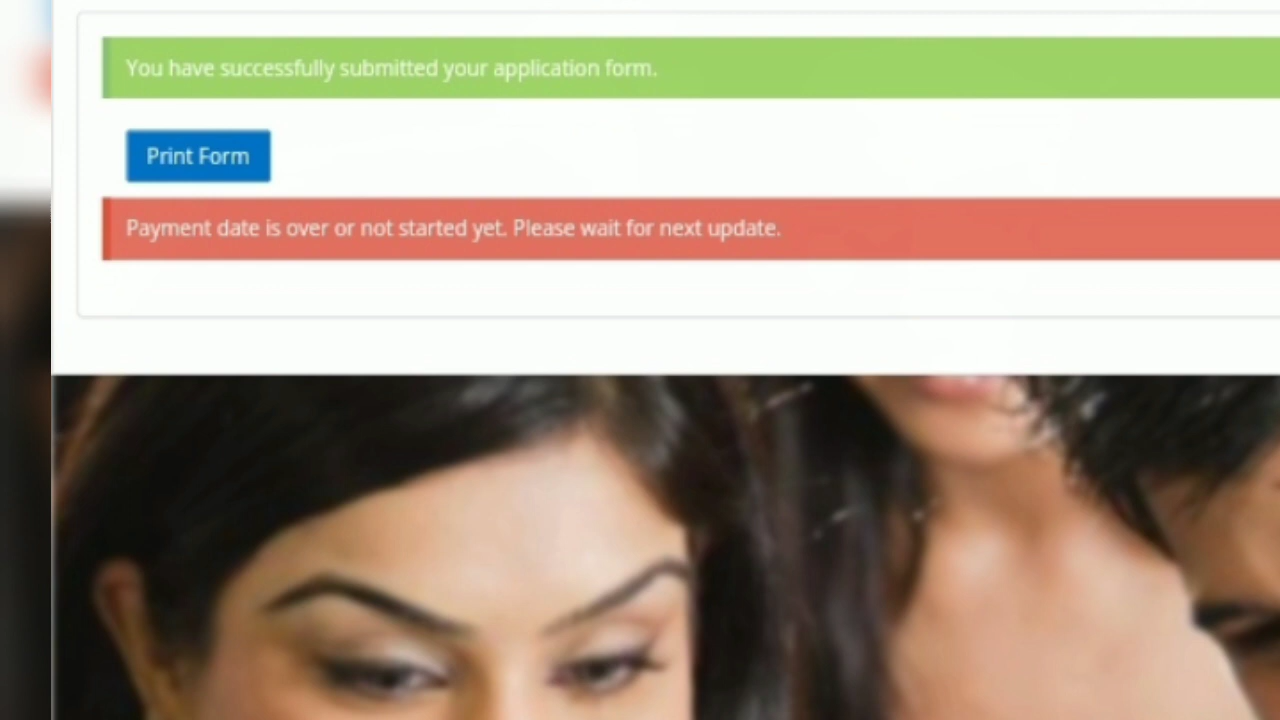 You have successfully submitted your application form.
Print Form
Payment date is over or not started yet. Please wait for next update.